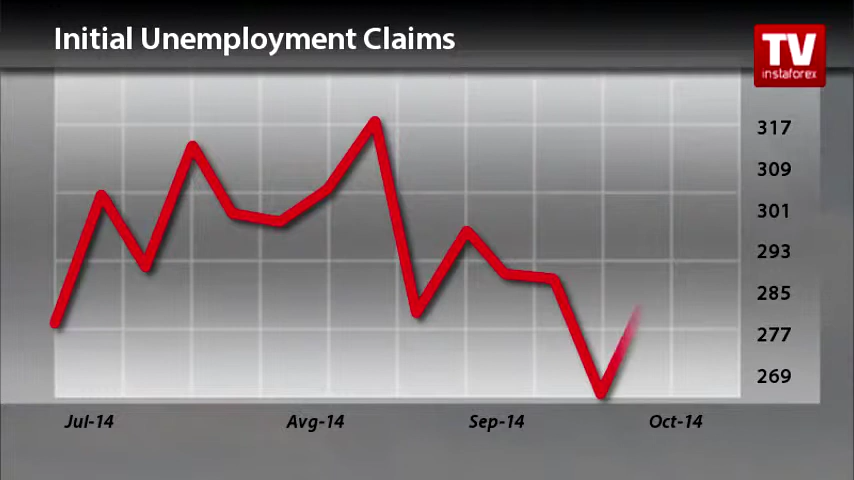 Initial Unemployment Claims
TV
instaforex
317
309
301
293
285
277
269
Jul-14
Avg-14
Sep-14
Oct-14